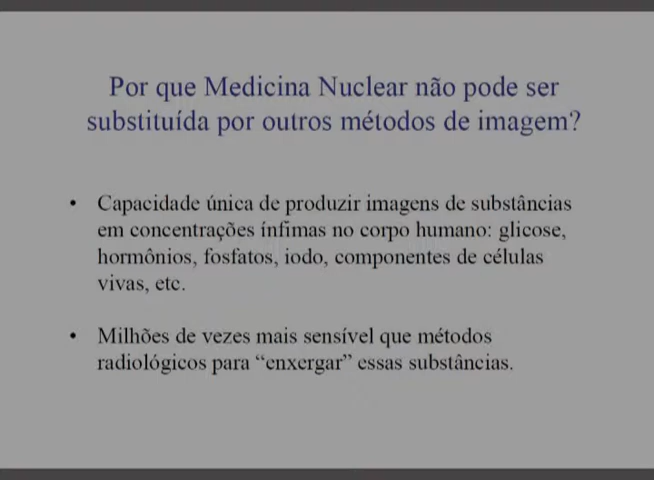 Por que Medicina Nuclear não pode ser
substituída por outros métodos de imagem?
• Capacidade única de produzir imagens de substâncias
em concentrações ínfimas no corpo humano: glicose,
hormônios, fosfatos, iodo, componentes de células
vivas, etc.
• Milhões de vezes mais sensível que métodos
radiológicos para “enxergar” essas substâncias.